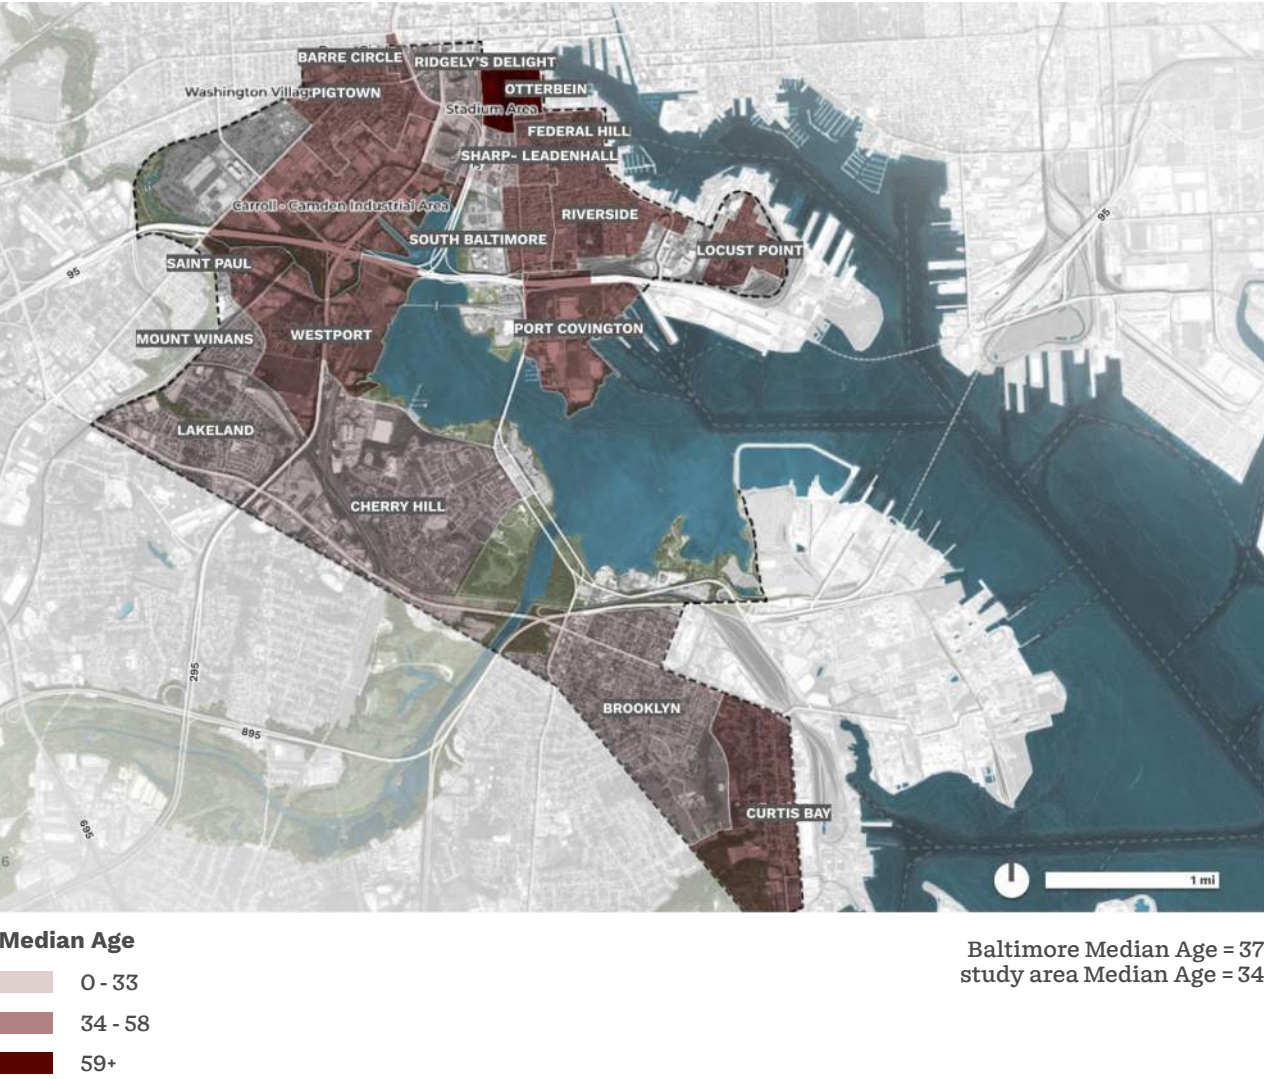 BARRE CIRCLE
RIDGELY'S DELIGHT
Washington Villag
PIGTOWN
OTTERBEIN
Stadium Area
FEDERAL HILL
SHARP- LEADENHALL
Carroll - Camden Industrial Area
RIVERSIDE
95
SOUTH BALTIMORE
LOCUST POINT
SAINT PAUL
95
MOUNT WINANS
WESTPORT
PORT COVINGTON
LAKELAND
CHERRY HILL
295
BROOKLYN
895
CURTIS BAY
695
6
1 mi
Median Age
0 - 33
34 - 58
59+
Baltimore Median Age = 37
study area Median Age = 34